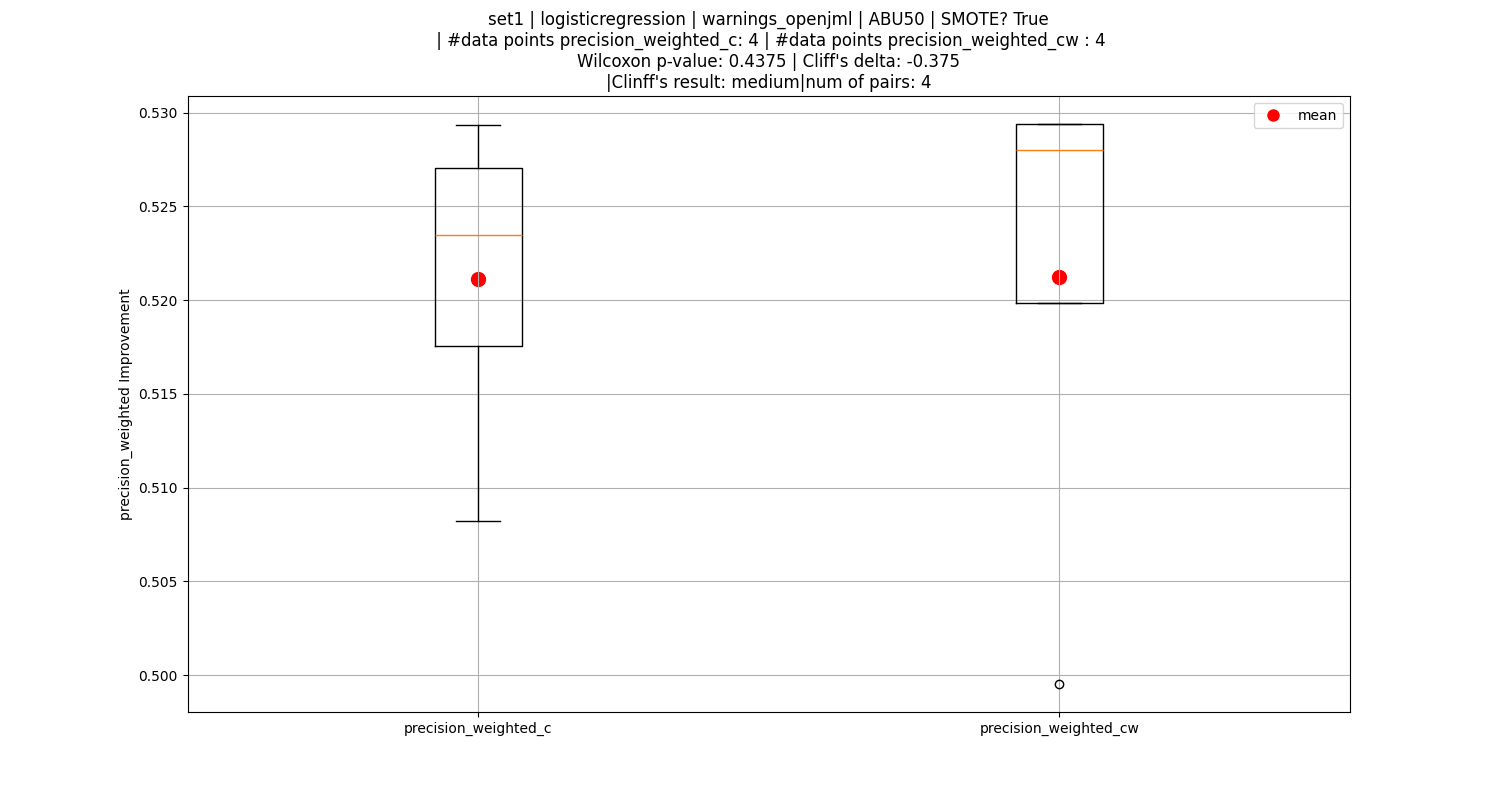 set1 | logisticregression | warnings_openjml | ABU50 | SMOTE? True
| #data points precision_weighted_c: 4 | #data points precision_weighted_cw : 4
Wilcoxon p-value: 0.4375 | Cliff's delta: -0.375
|Clinff's result: medium|num of pairs: 4
mean
0.530
0.525
0.520
0.515
0.510
0.505
0.500
precision_weighted Improvement
precision_weighted_c
precision_weighted_cw